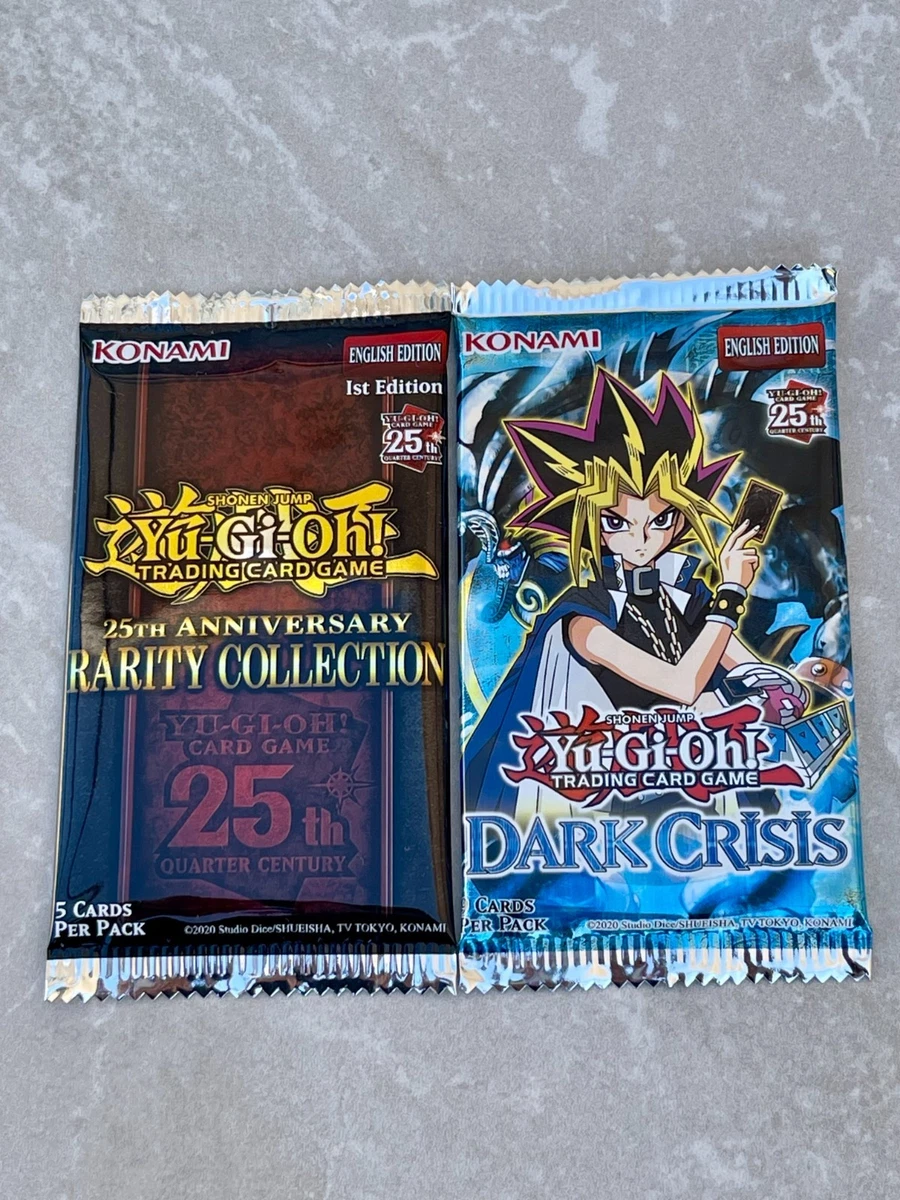 KONAMI
ENGLISH EDITION
1st Edition
YU-GI-OH!
CARD GAME
25th
QUARTER CENTURY
SHONEN JUMP
Yu-Gi-Oh!
TRADING CARD GAME
25TH ANNIVERSARY
RARITY COLLECTION
YU-GI-OH!
CARD GAME
25th
QUARTER CENTURY
5 CARDS
PER PACK
©2020 Studio Dice/SHUEISHA, TV TOKYO, KONAMI
KONAMI
ENGLISH EDITION
YU-GI-OH!
CARD GAME
25th
QUARTER CENTURY
SHONEN JUMP
Yu-Gi-Oh!
TRADING CARD GAME
DARK CRISIS
CARDS
PER PACK
©2020 Studio Dice/SHUEISHA, TV TOKYO, KONAMI